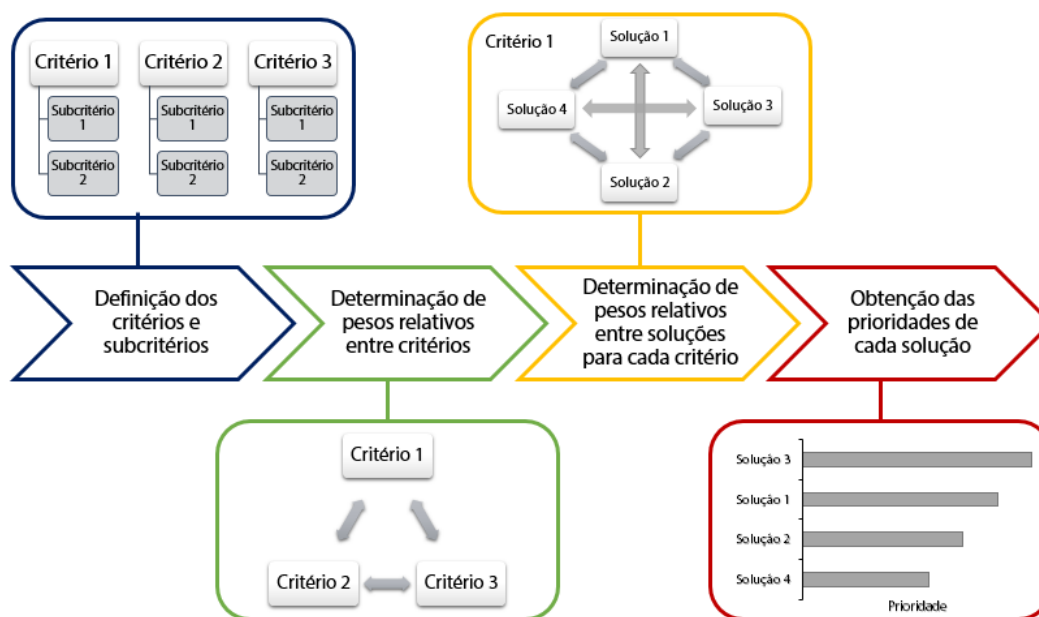 Critério 1
Critério 2
Critério 3
Subcritério
1
Subcritério
1
Subcritério
1
Subcritério
2
Subcritério
2
Subcritério
2
Critério 1
Solução 1
Solução 4
Solução 3
Solução 2
Definição dos
critérios e
subcritérios
Determinação de
pesos relativos
entre critérios
Determinação de
pesos relativos
entre soluções
para cada critério
Obtenção das
prioridades de
cada solução
Critério 1
Critério 2
Critério 3
Solução 3
Solução 1
Solução 2
Solução 4
Prioridade